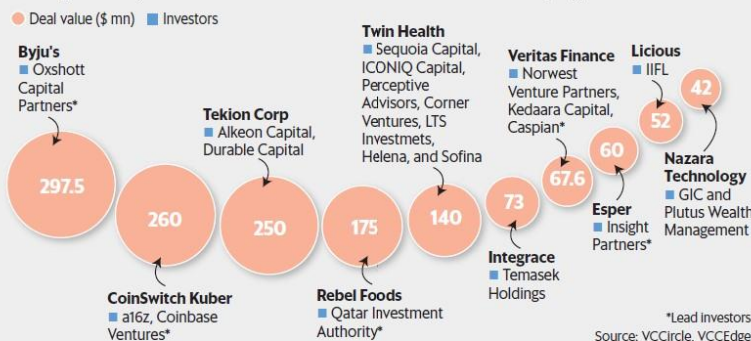 Deal value ($ mn) Investors
Byju's
Oxshott
Capital
Partners*
297.5
CoinSwitch Kuber
a16z, Coinbase
Ventures*
260
Tekion Corp
Alkeon Capital,
Durable Capital
250
Rebel Foods
Qatar Investment
Authority*
175
Twin Health
Sequoia Capital,
ICONIQ Capital,
Perceptive
Advisors, Corner
Ventures, LTS
Investmets,
Helena, and Sofina
140
Integrace
Temasek
Holdings
73
Veritas Finance
Norwest
Venture Partners,
Kedaara Capital,
Caspian*
67.6
Esper
Insight
Partners*
60
Licious
IIFL
52
Nazara
Technology
GIC and
Plutus Wealth
Management
42
*Lead investors
Source: VCCircle, VCCEdge